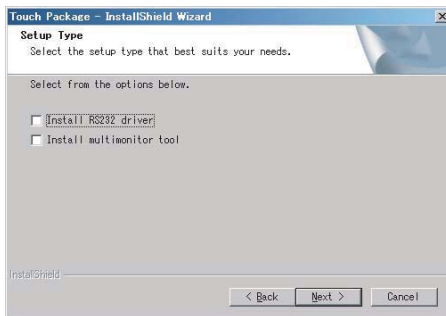 Touch Package - InstallShield Wizard
Setup Type
Select the setup type that best suits your needs.
Select from the options below.
Install RS232 driver
Install multimonitor tool
InstallShield
< Back
Next >
Cancel